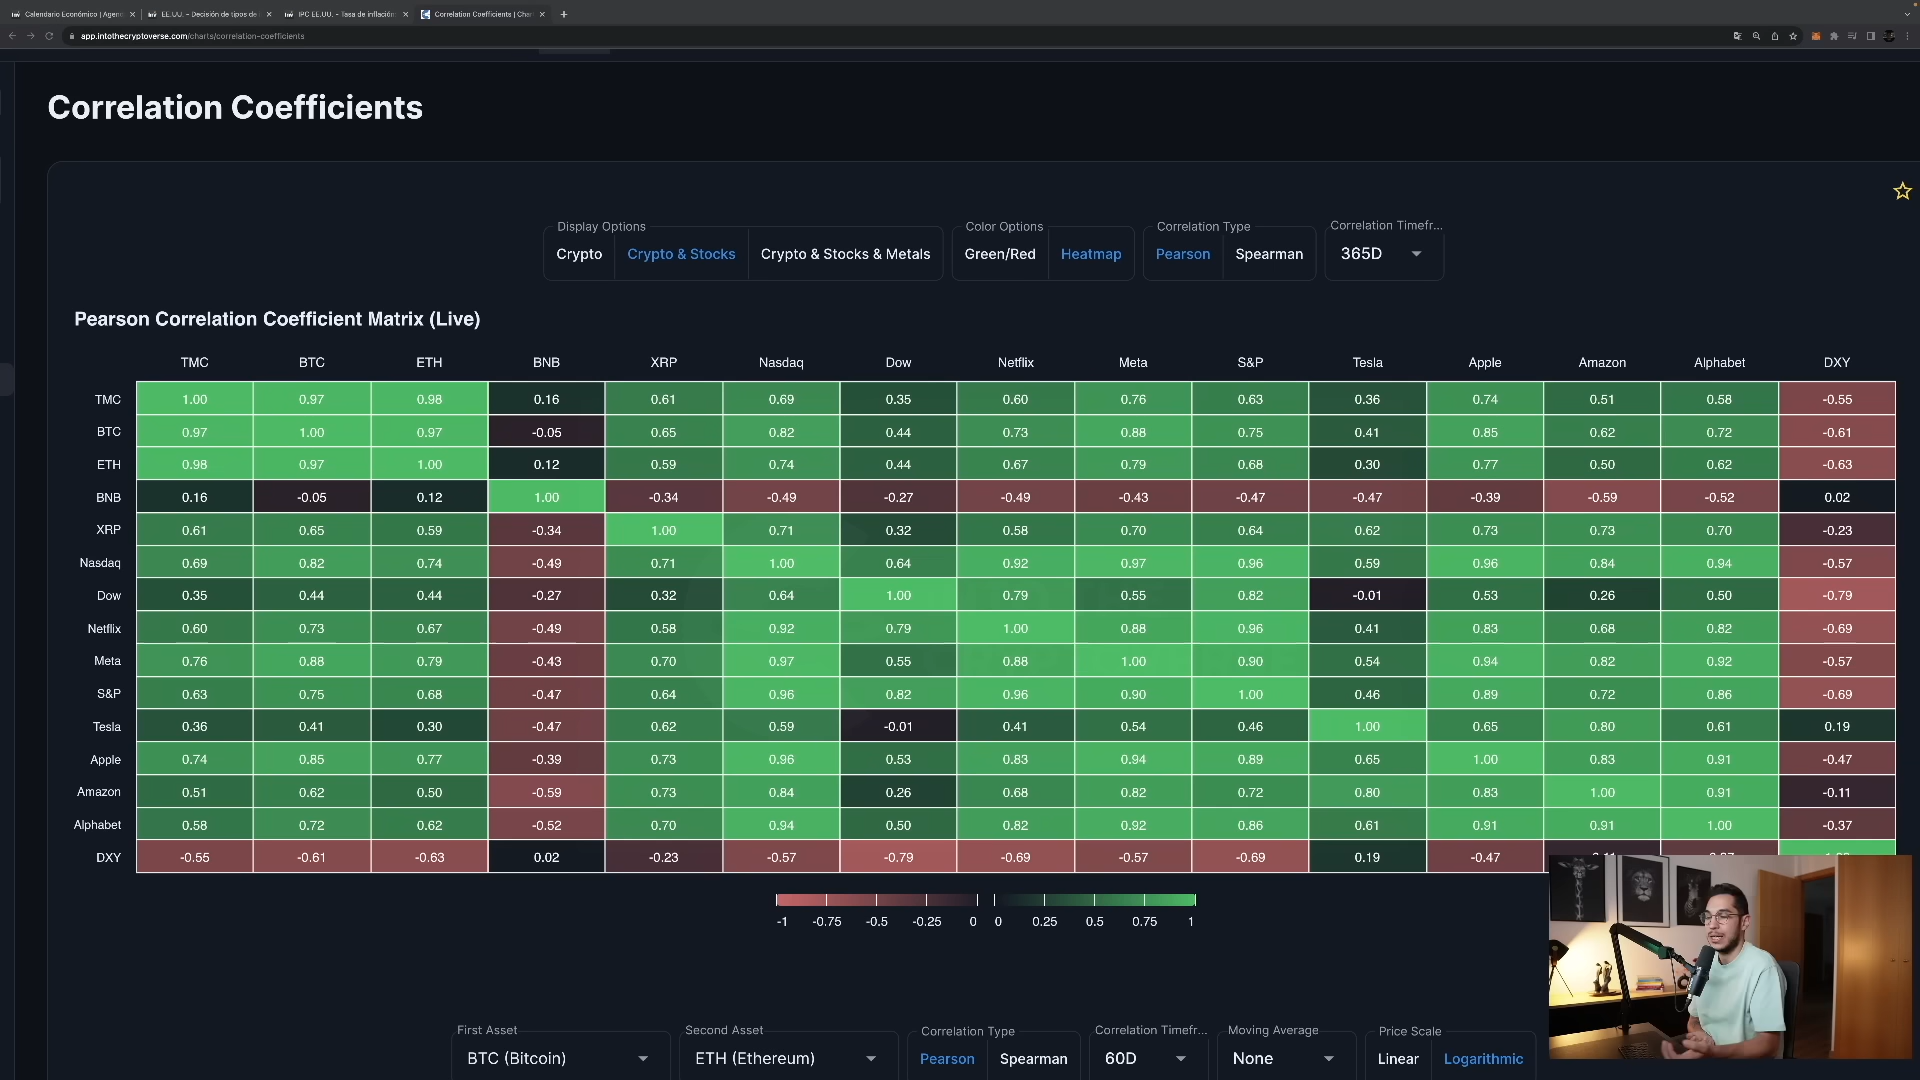 Calendario Económico | Agen
EE.UU. - Decisión de tipos de
IPC EE.UU. - Tasa de inflación
Correlation Coefficients | Char
app.intothecryptoverse.com/charts/correlation-coefficients
Correlation Coefficients
Display Options
Color Options
Correlation Type
Correlation Timefr...
Crypto
Crypto & Stocks
Crypto & Stocks & Metals
Green/Red
Heatmap
Pearson
Spearman
365D
Pearson Correlation Coefficient Matrix (Live)
TMC BTC ETH BNB XRP Nasdaq Dow Netflix Meta S&P Tesla Apple Amazon Alphabet DXY
TMC 1.00 0.97 0.98 0.16 0.61 0.69 0.35 0.60 0.76 0.63 0.36 0.74 0.51 0.58 -0.55
BTC 0.97 1.00 0.97 -0.05 0.65 0.82 0.44 0.73 0.88 0.75 0.41 0.85 0.62 0.72 -0.61
ETH 0.98 0.97 1.00 0.12 0.59 0.74 0.44 0.67 0.79 0.68 0.30 0.77 0.50 0.62 -0.63
BNB 0.16 -0.05 0.12 1.00 -0.34 -0.49 -0.27 -0.49 -0.43 -0.47 -0.47 -0.39 -0.59 -0.52 0.02
XRP 0.61 0.65 0.59 -0.34 1.00 0.71 0.32 0.58 0.70 0.64 0.62 0.73 0.73 0.70 -0.23
Nasdaq 0.69 0.82 0.74 -0.49 0.71 1.00 0.64 0.92 0.97 0.96 0.59 0.96 0.84 0.94 -0.57
Dow 0.35 0.44 0.44 -0.27 0.32 0.64 1.00 0.79 0.55 0.82 -0.01 0.53 0.26 0.50 -0.79
Netflix 0.60 0.73 0.67 -0.49 0.58 0.92 0.79 1.00 0.88 0.96 0.41 0.83 0.68 0.82 -0.69
Meta 0.76 0.88 0.79 -0.43 0.70 0.97 0.55 0.88 1.00 0.90 0.54 0.94 0.82 0.92 -0.57
S&P 0.63 0.75 0.68 -0.47 0.64 0.96 0.82 0.96 0.90 1.00 0.46 0.89 0.72 0.86 -0.69
Tesla 0.36 0.41 0.30 -0.47 0.62 0.59 -0.01 0.41 0.54 0.46 1.00 0.65 0.80 0.61 0.19
Apple 0.74 0.85 0.77 -0.39 0.73 0.96 0.53 0.83 0.94 0.89 0.65 1.00 0.83 0.91 -0.47
Amazon 0.51 0.62 0.50 -0.59 0.73 0.84 0.26 0.68 0.82 0.72 0.80 0.83 1.00 0.91 -0.11
Alphabet 0.58 0.72 0.62 -0.52 0.70 0.94 0.50 0.82 0.92 0.86 0.61 0.91 0.91 1.00 -0.37
DXY -0.55 -0.61 -0.63 0.02 -0.23 -0.57 -0.79 -0.69 -0.57 -0.69 0.19 -0.47
-1 -0.75 -0.5 -0.25 0 0 0.25 0.5 0.75 1
First Asset
Second Asset
Correlation Type
Correlation Timefr...
Moving Average
Price Scale
BTC (Bitcoin)
ETH (Ethereum)
Pearson
Spearman
60D
None
Linear
Logarithmic